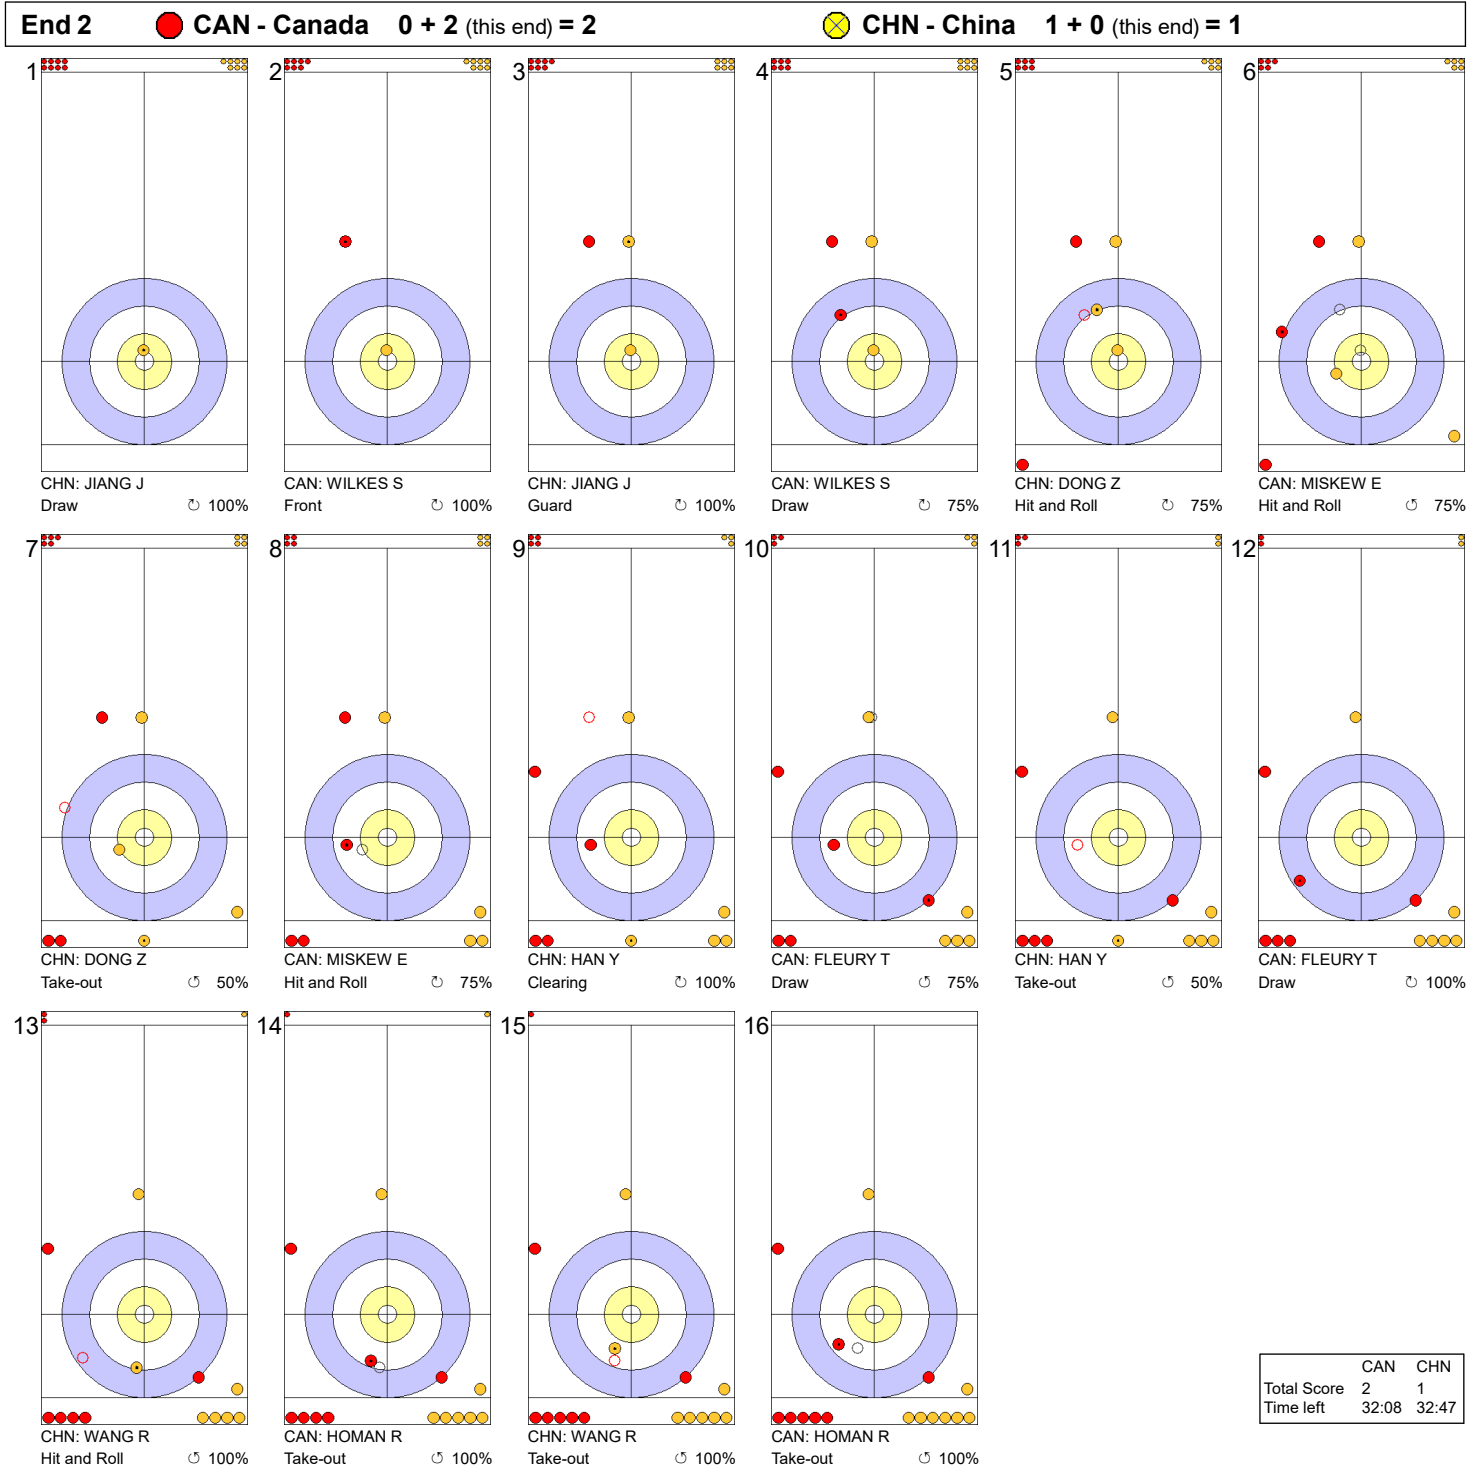 End 2 CAN - Canada 0 + 2 (this end) = 2 CHN - China 1 + 0 (this end) = 1
1 2 3 4 5 6
CHN: JIANG J CAN: WILKES S CHN: JIANG J CAN: WILKES S CHN: DONG Z CAN: MISKEW E
Draw ↻ 100% Front ↻ 100% Guard ↻ 100% Draw ↻ 75% Hit and Roll ↻ 75% Hit and Roll ↺ 75%
7 8 9 10 11 12
CHN: DONG Z CAN: MISKEW E CHN: HAN Y CAN: FLEURY T CHN: HAN Y CAN: FLEURY T
Take-out ↺ 50% Hit and Roll ↻ 75% Clearing ↻ 100% Draw ↺ 75% Take-out ↺ 50% Draw ↻ 100%
13 14 15 16
CAN CHN
Total Score 2 1
Time left 32:08 32:47
CHN: WANG R CAN: HOMAN R CHN: WANG R CAN: HOMAN R
Hit and Roll ↺ 100% Take-out ↺ 100% Take-out ↺ 100% Take-out ↺ 100%